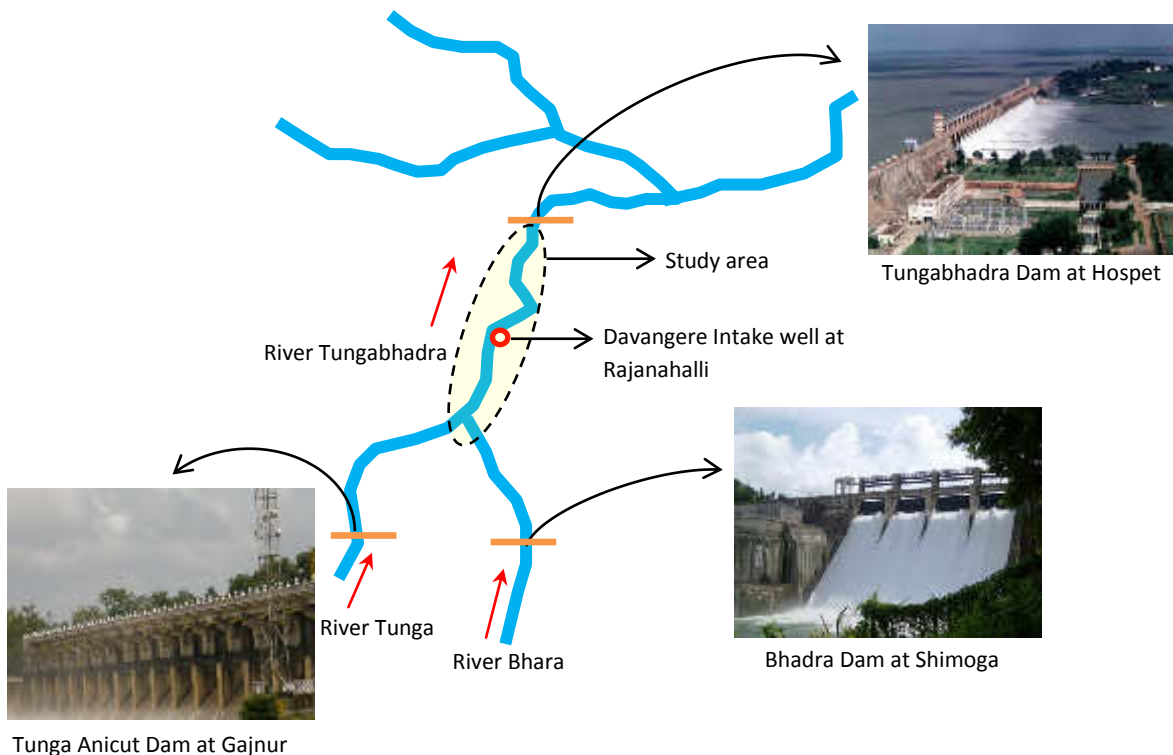 Tungabhadra Dam at Hospet
Study area
River Tungabhadra
Davangere Intake well at
Rajanahalli
River Tunga
River Bhara
Bhadra Dam at Shimoga
Tunga Anicut Dam at Gajnur